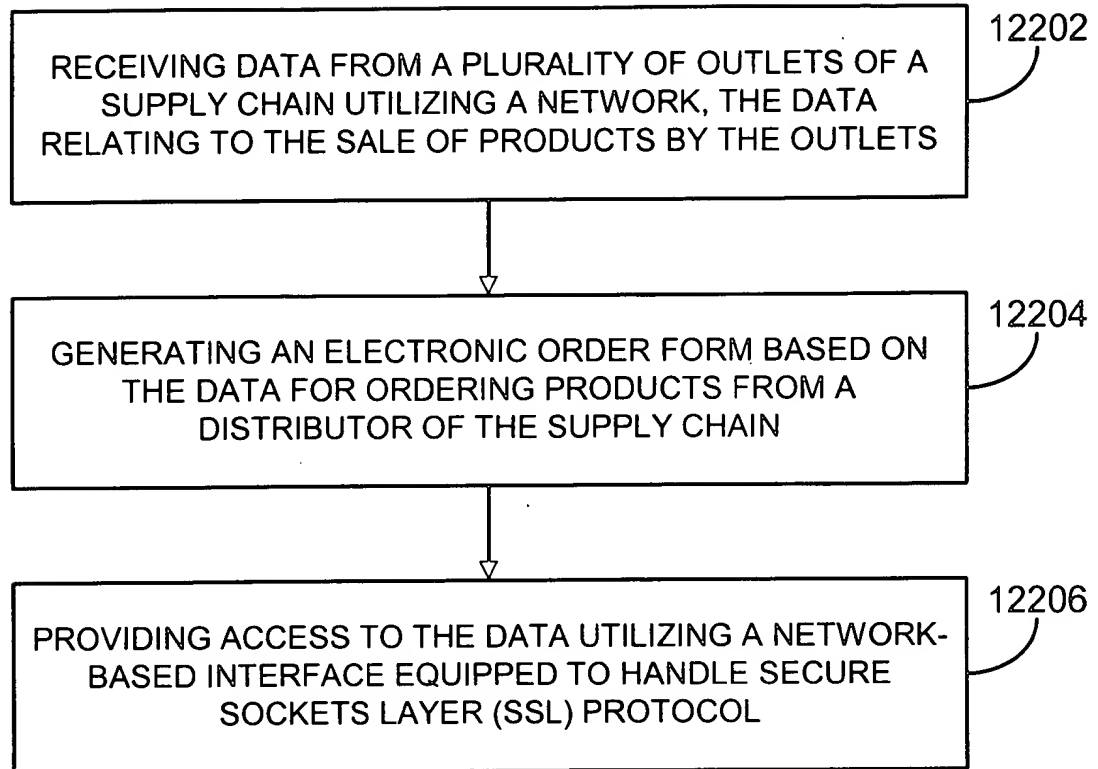 12202
RECEIVING DATA FROM A PLURALITY OF OUTLETS OF A
SUPPLY CHAIN UTILIZING A NETWORK, THE DATA
RELATING TO THE SALE OF PRODUCTS BY THE OUTLETS
12204
GENERATING AN ELECTRONIC ORDER FORM BASED ON
THE DATA FOR ORDERING PRODUCTS FROM A
DISTRIBUTOR OF THE SUPPLY CHAIN
12206
PROVIDING ACCESS TO THE DATA UTILIZING A NETWORK-
BASED INTERFACE EQUIPPED TO HANDLE SECURE
SOCKETS LAYER (SSL) PROTOCOL